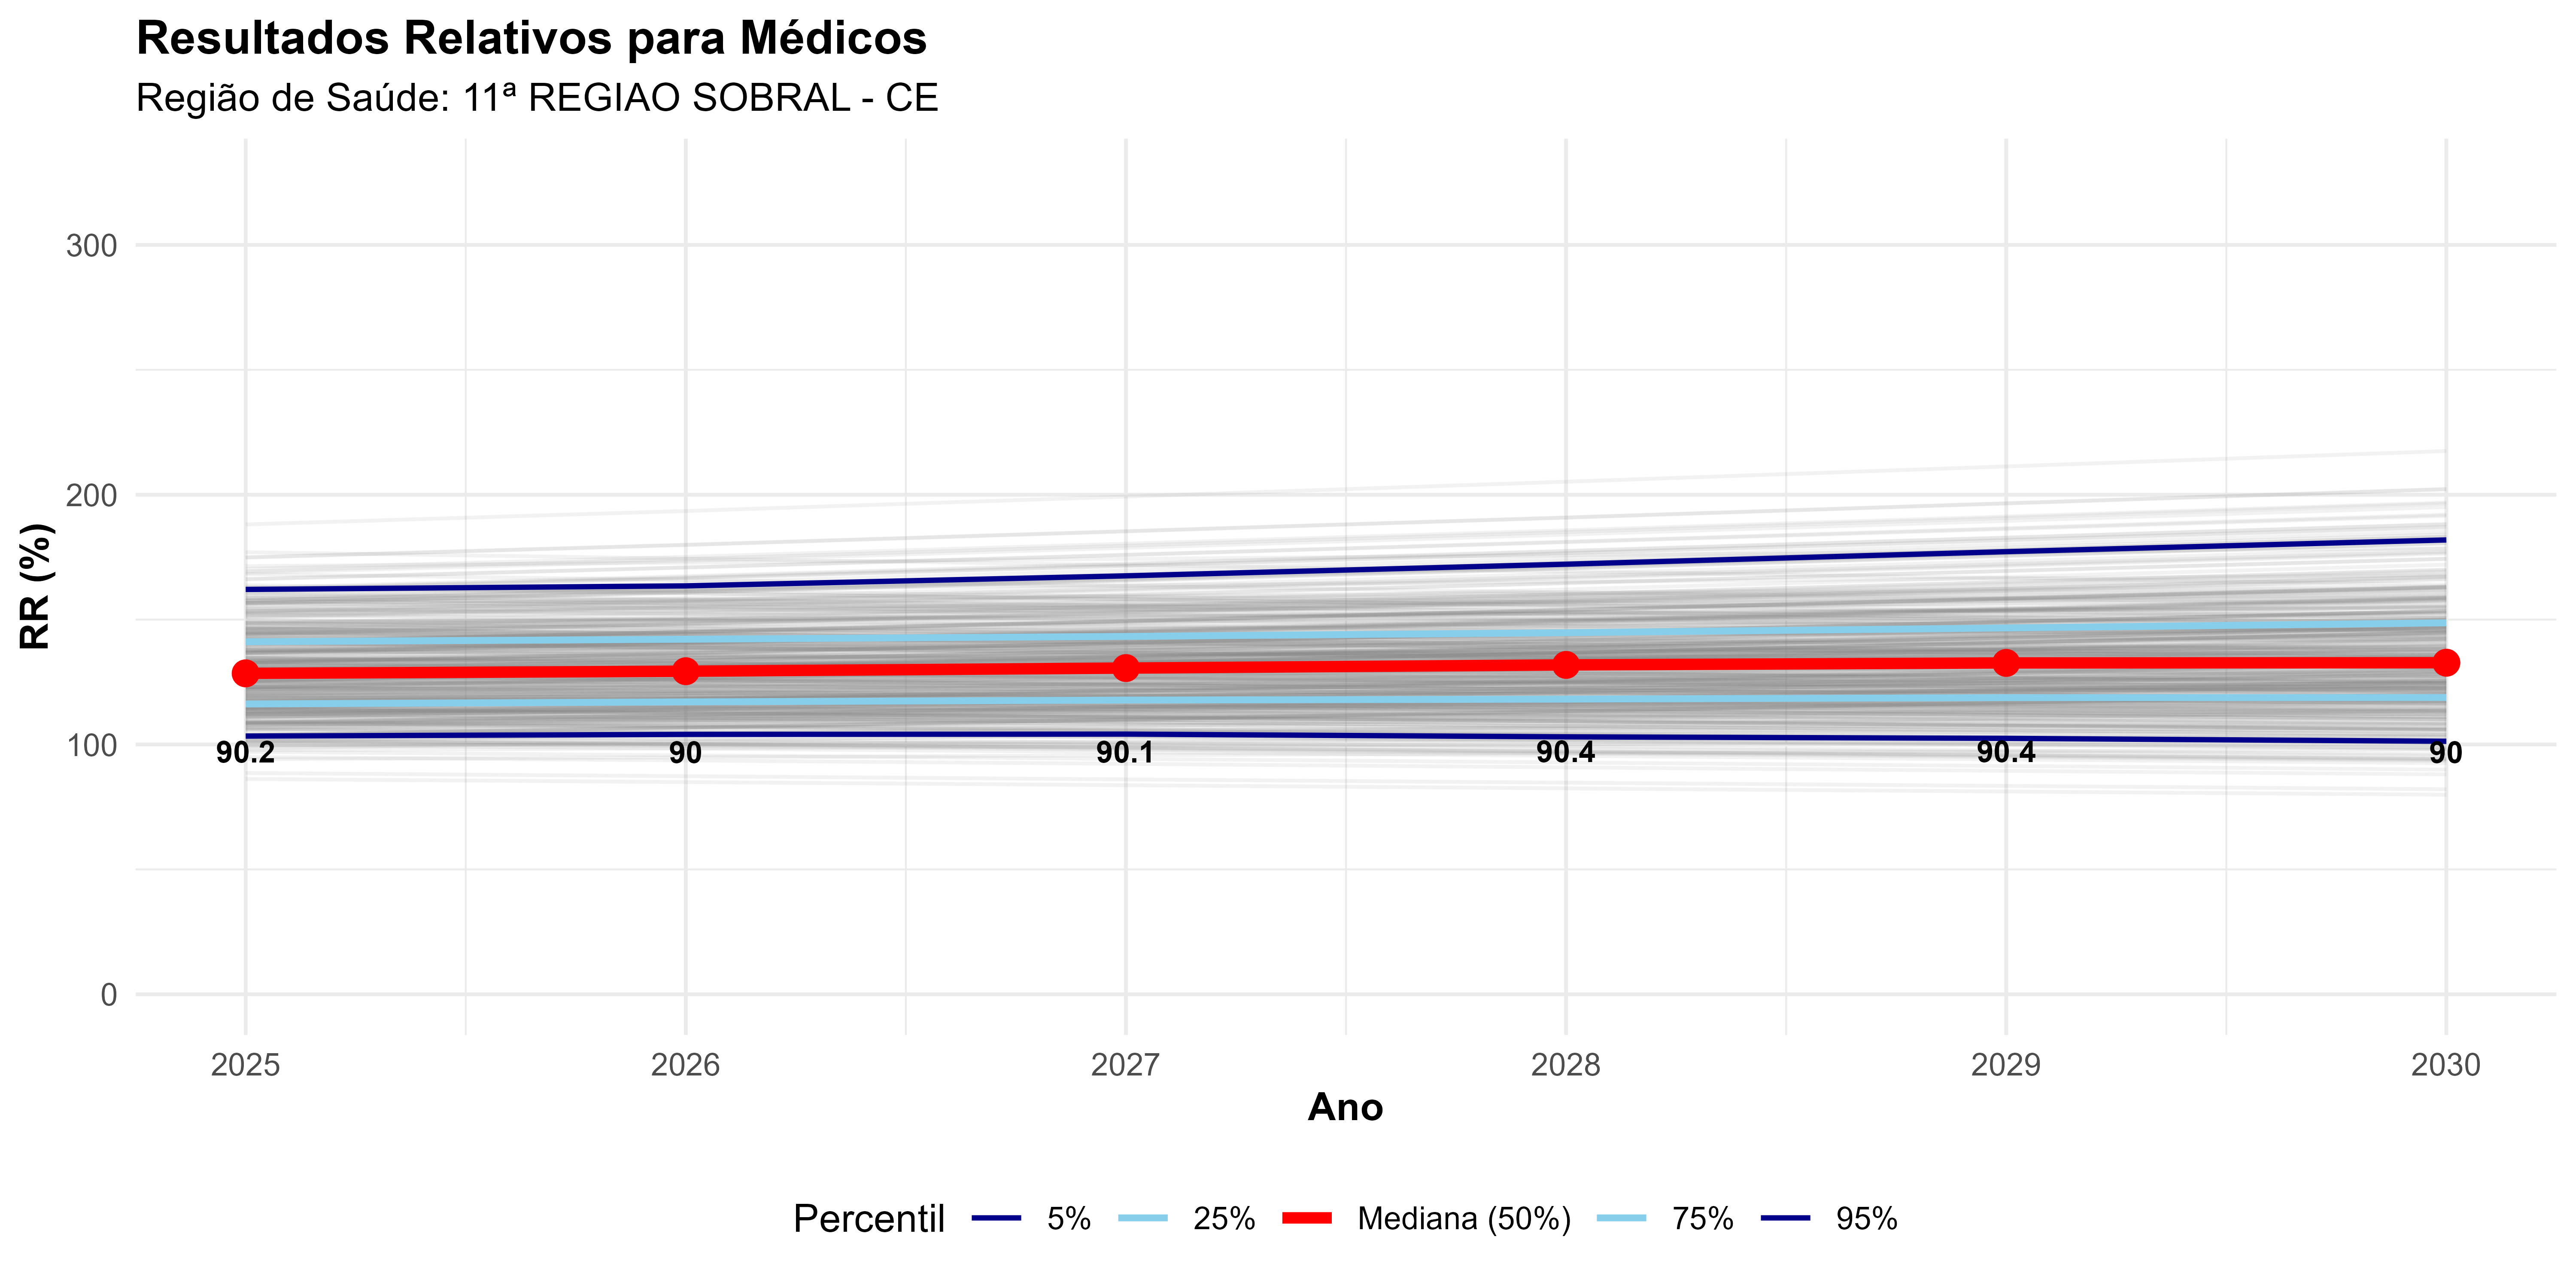 Resultados Relativos para Médicos
Região de Saúde: 11ª REGIAO SOBRAL - CE
RR (%)
300
200
100
0
90.2 90 90.1 90.4 90.4 90
2025 2026 2027 2028 2029 2030
Ano
Percentil 5% 25% Mediana (50%) 75% 95%